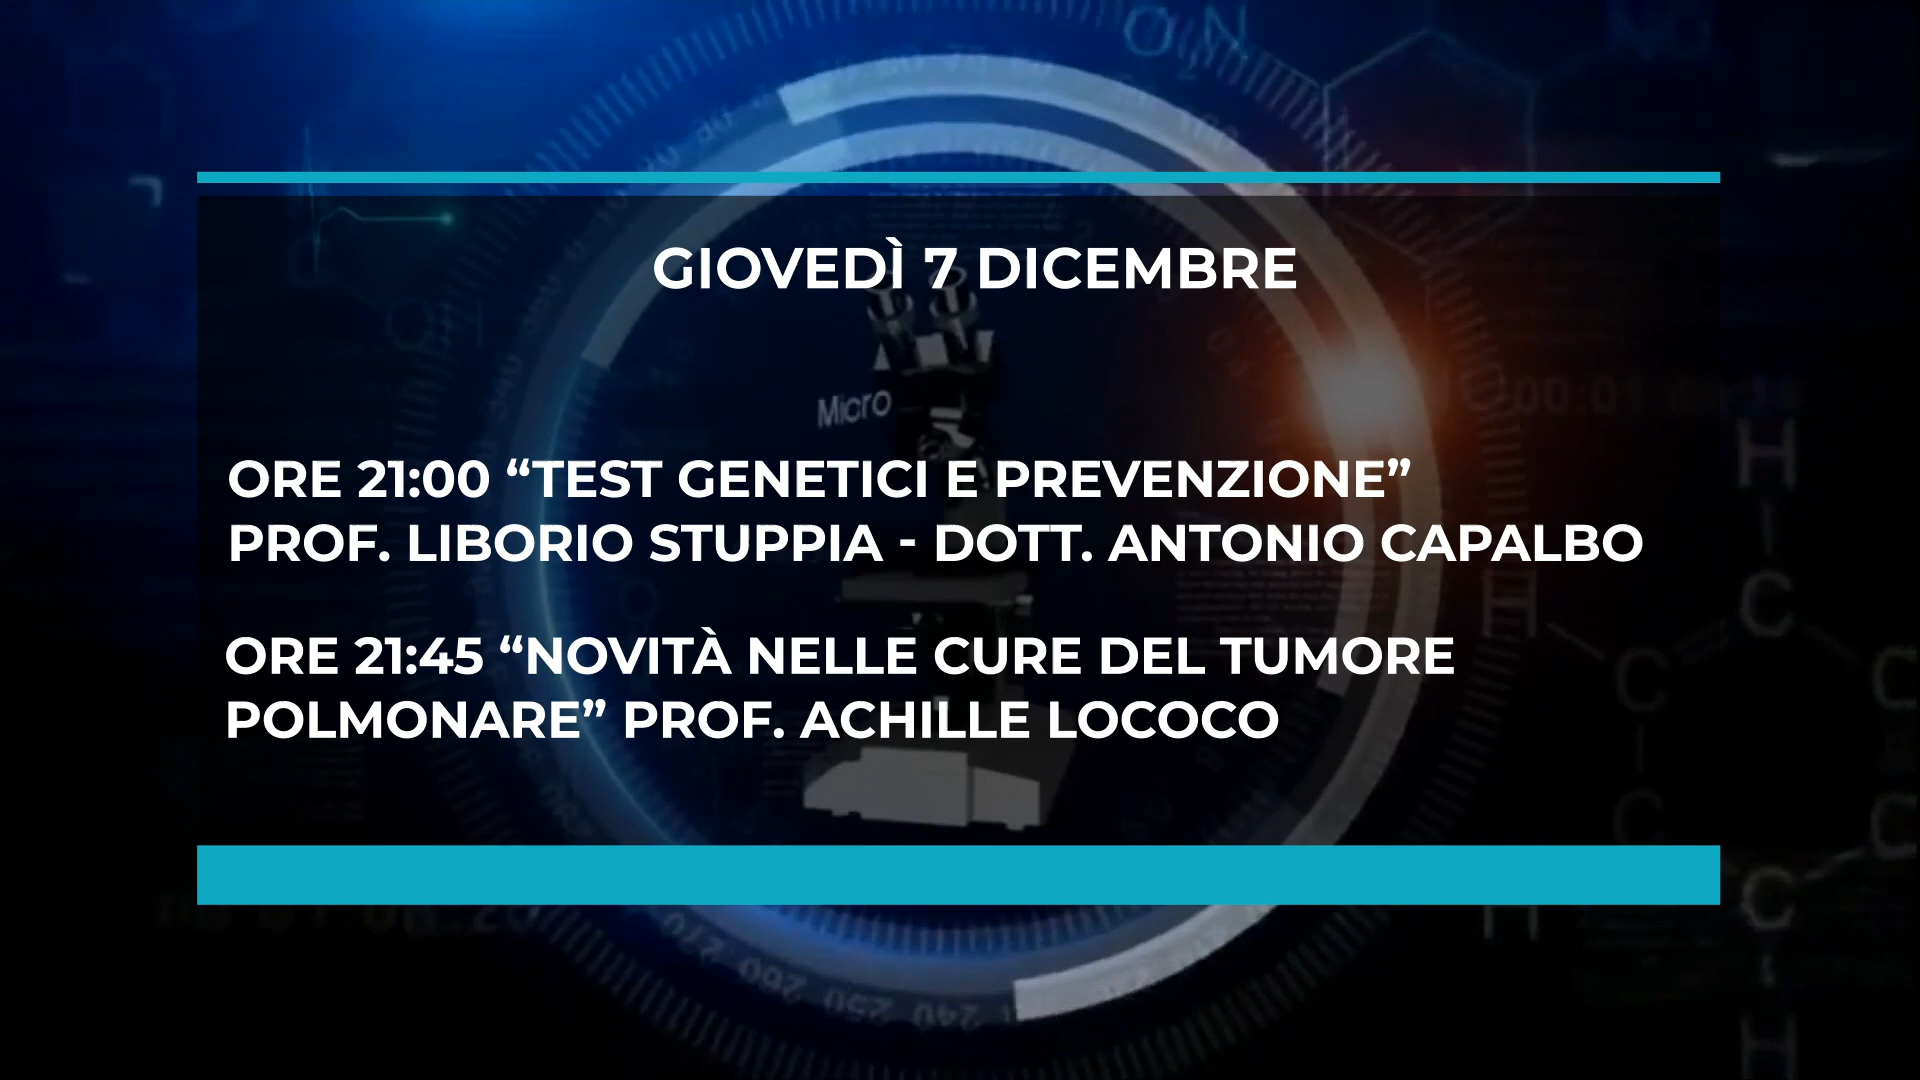 GIOVEDÌ 7 DICEMBRE
Micro
ORE 21:00 “TEST GENETICI E PREVENZIONE”
PROF. LIBORIO STUPPIA - DOTT. ANTONIO CAPALBO
ORE 21:45 “NOVITÀ NELLE CURE DEL TUMORE
POLMONARE” PROF. ACHILLE LOCOCO